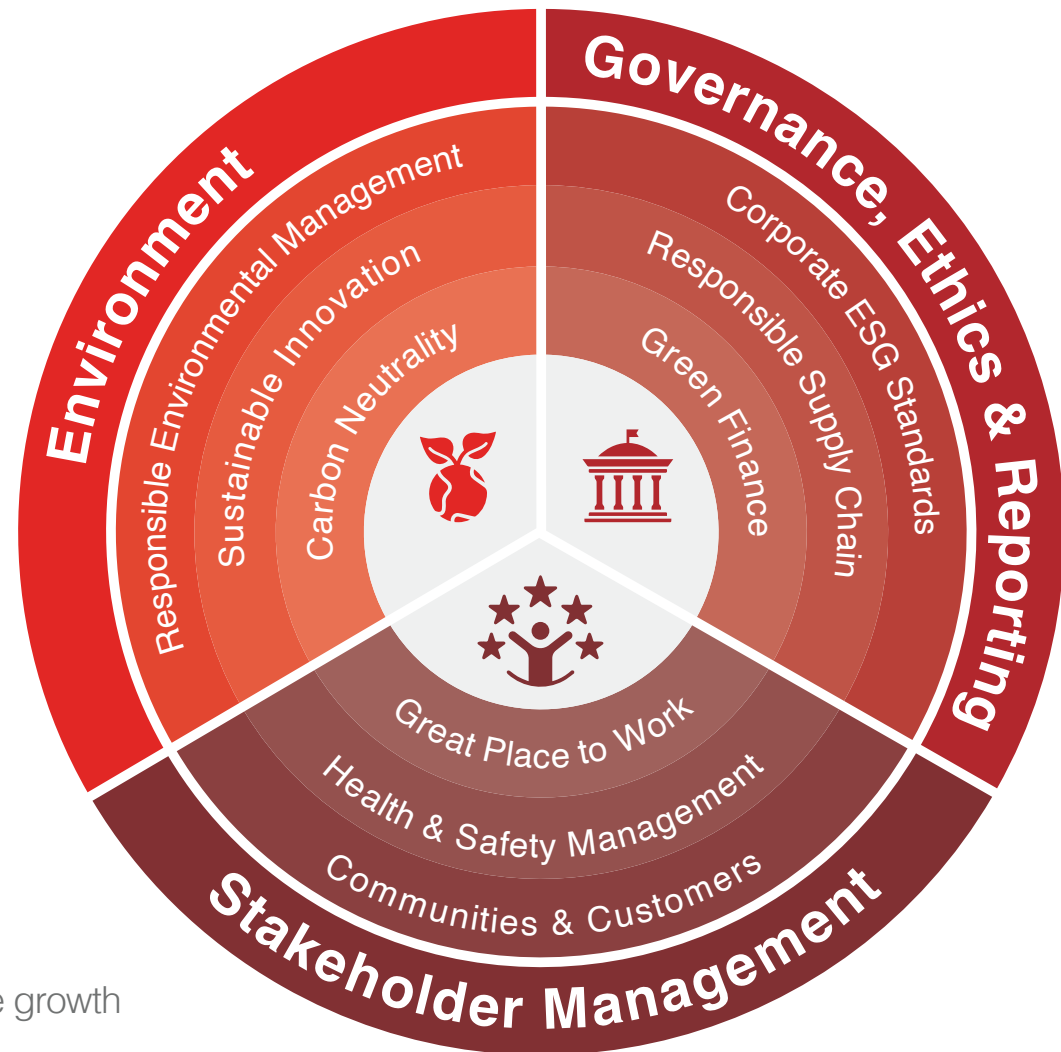 Environment
Responsible Environmental Management
Sustainable Innovation
Carbon Neutrality
Governance, Ethics & Reporting
Corporate ESG Standards
Responsible Supply Chain
Green Finance
Great Place to Work
Health & Safety Management
Communities & Customers
Stakeholder Management
growth